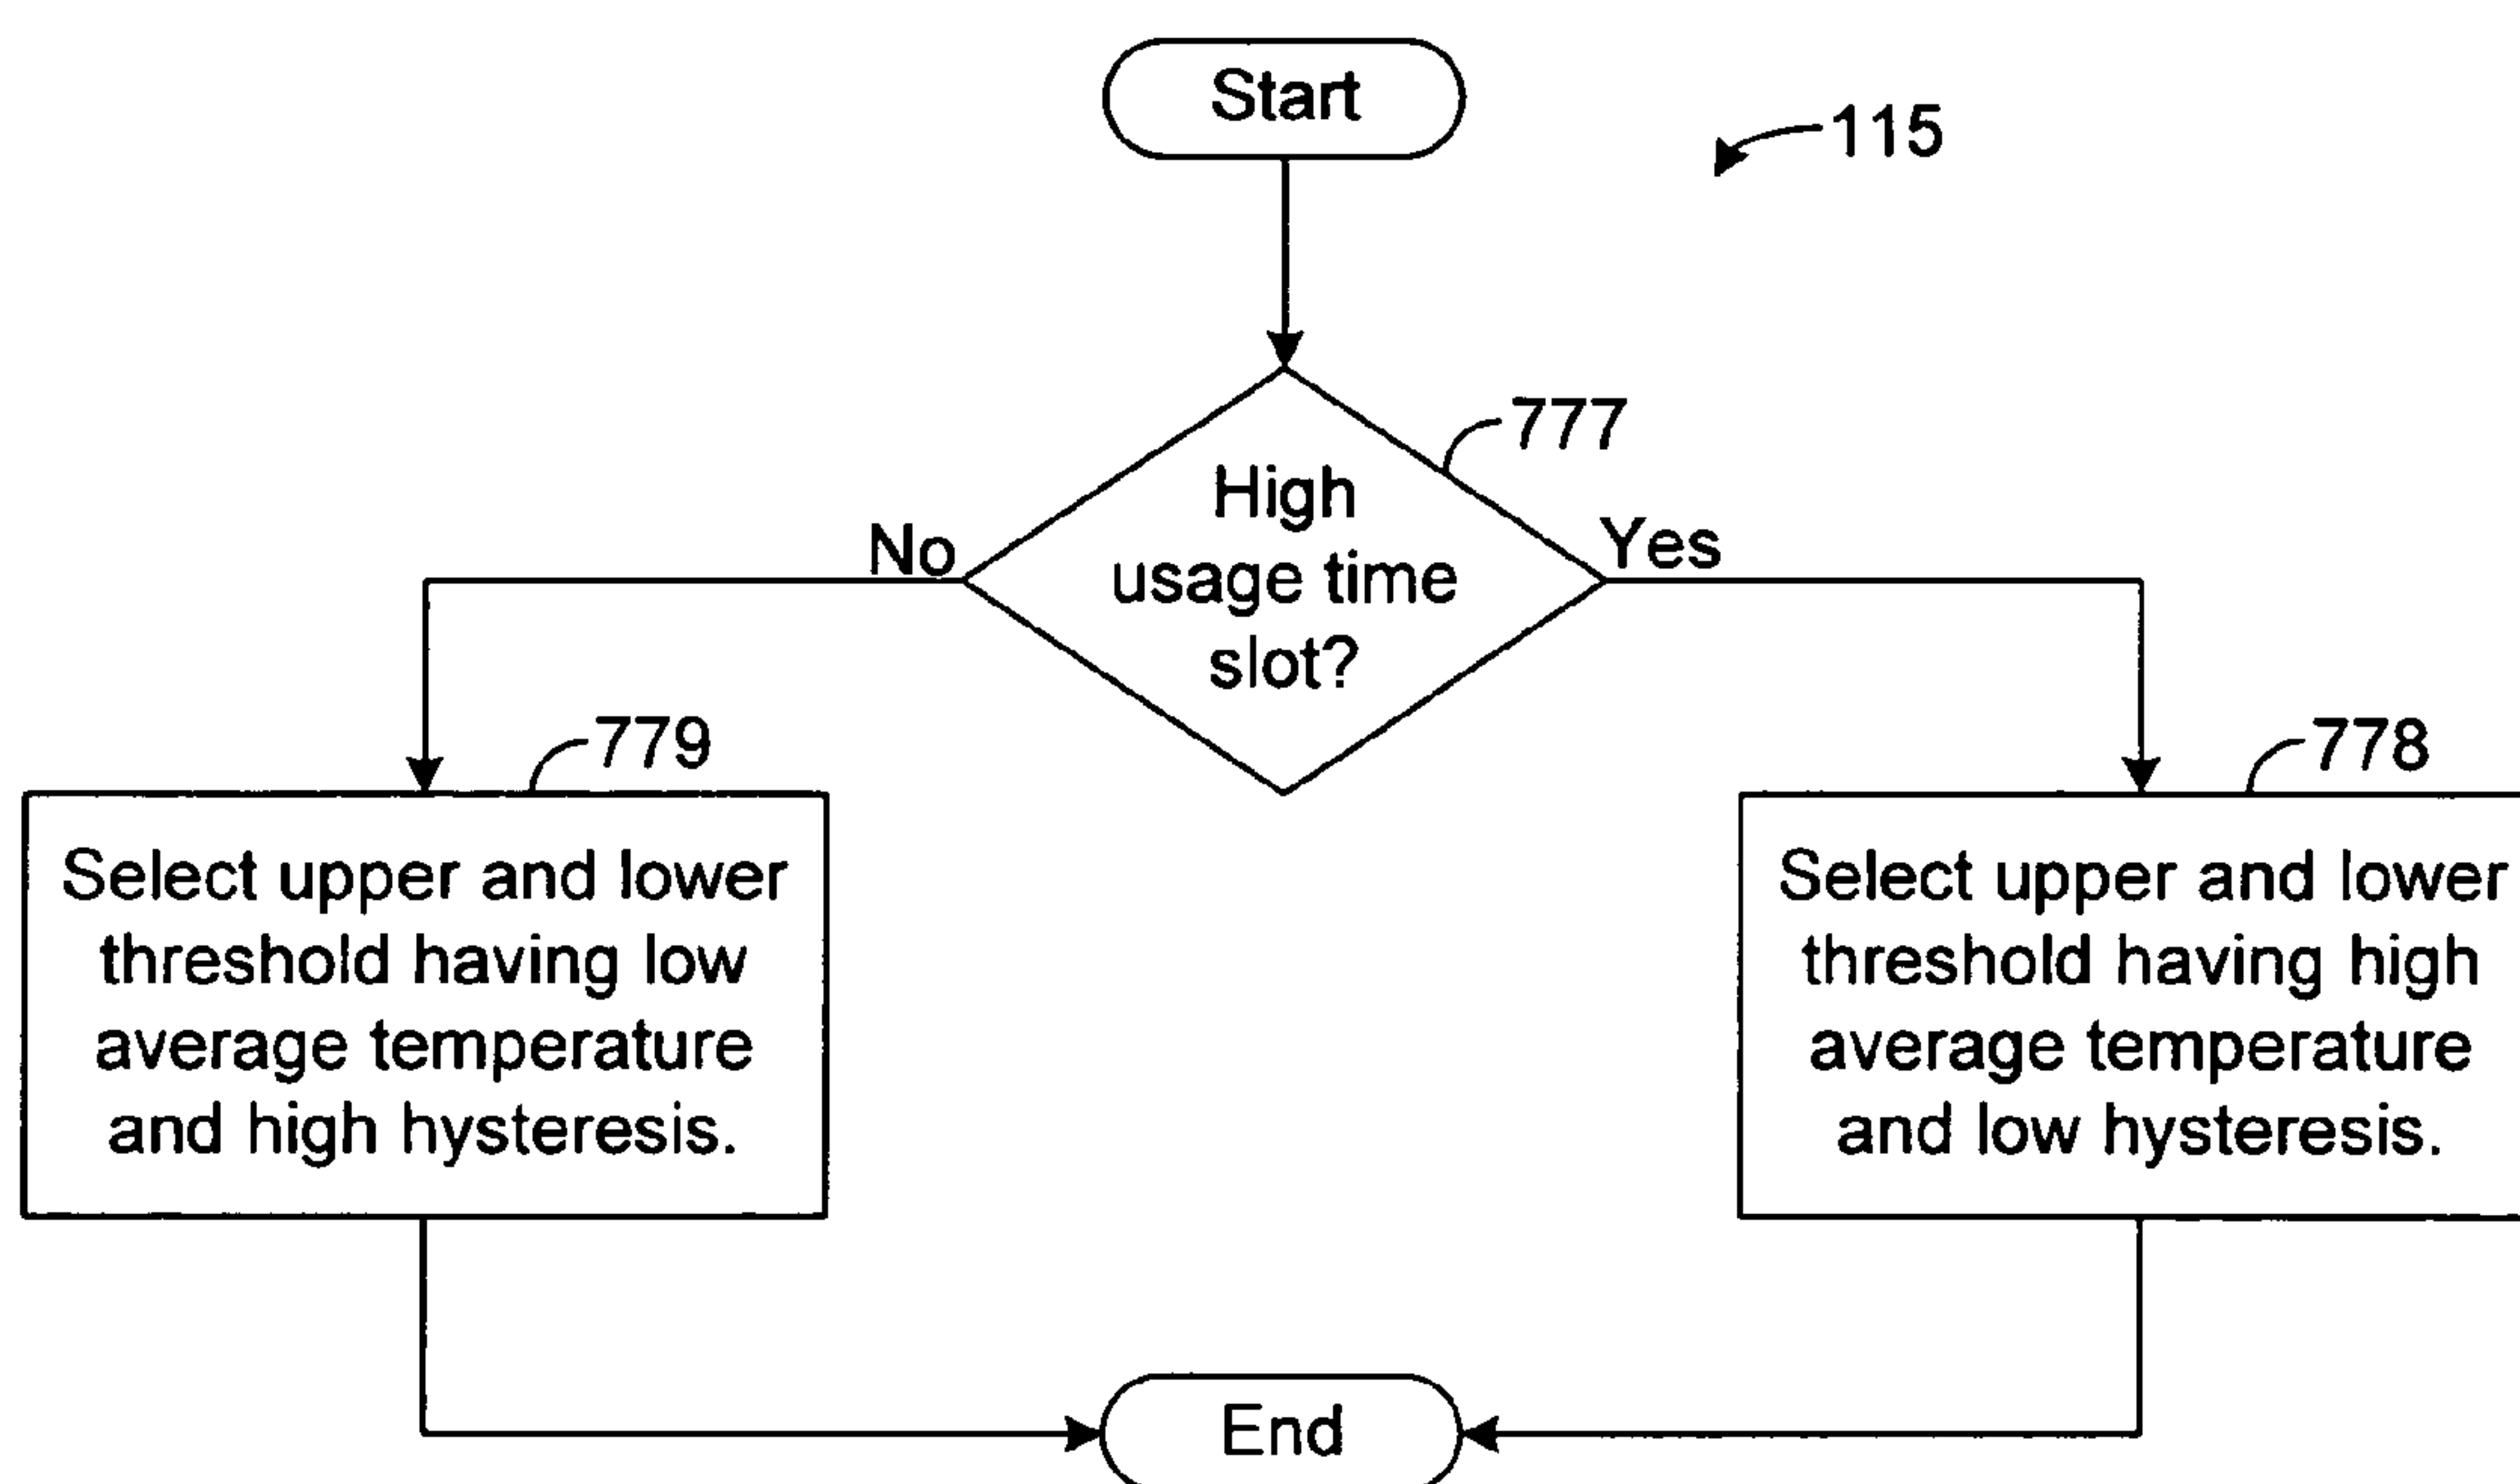 Start
115
777
High
usage time
slot?
No
Yes
779
778
Select upper and lower
threshold having low
average temperature
and high hysteresis.
Select upper and lower
threshold having high
average temperature
and low hysteresis.
End